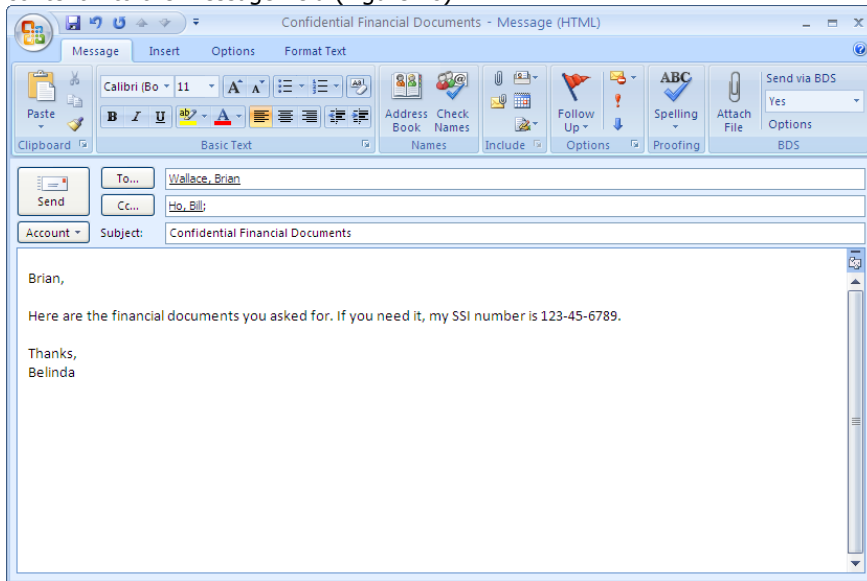 Confidential Financial Documents - Message (HTML)
Message Insert Options Format Text
Paste
Calibri (Bo 11
B I U ab A
Address Book
Check Names
Follow Up
ABC
Spelling
Attach File
Send via BDS
Yes
Options
Clipboard Basic Text Names Include Options Proofing BDS
Send
To... Wallace, Brian
Cc... Ho, Bill;
Account Subject: Confidential Financial Documents
Brian,
Here are the financial documents you asked for. If you need it, my SSI number is 123-45-6789.
Thanks,
Belinda